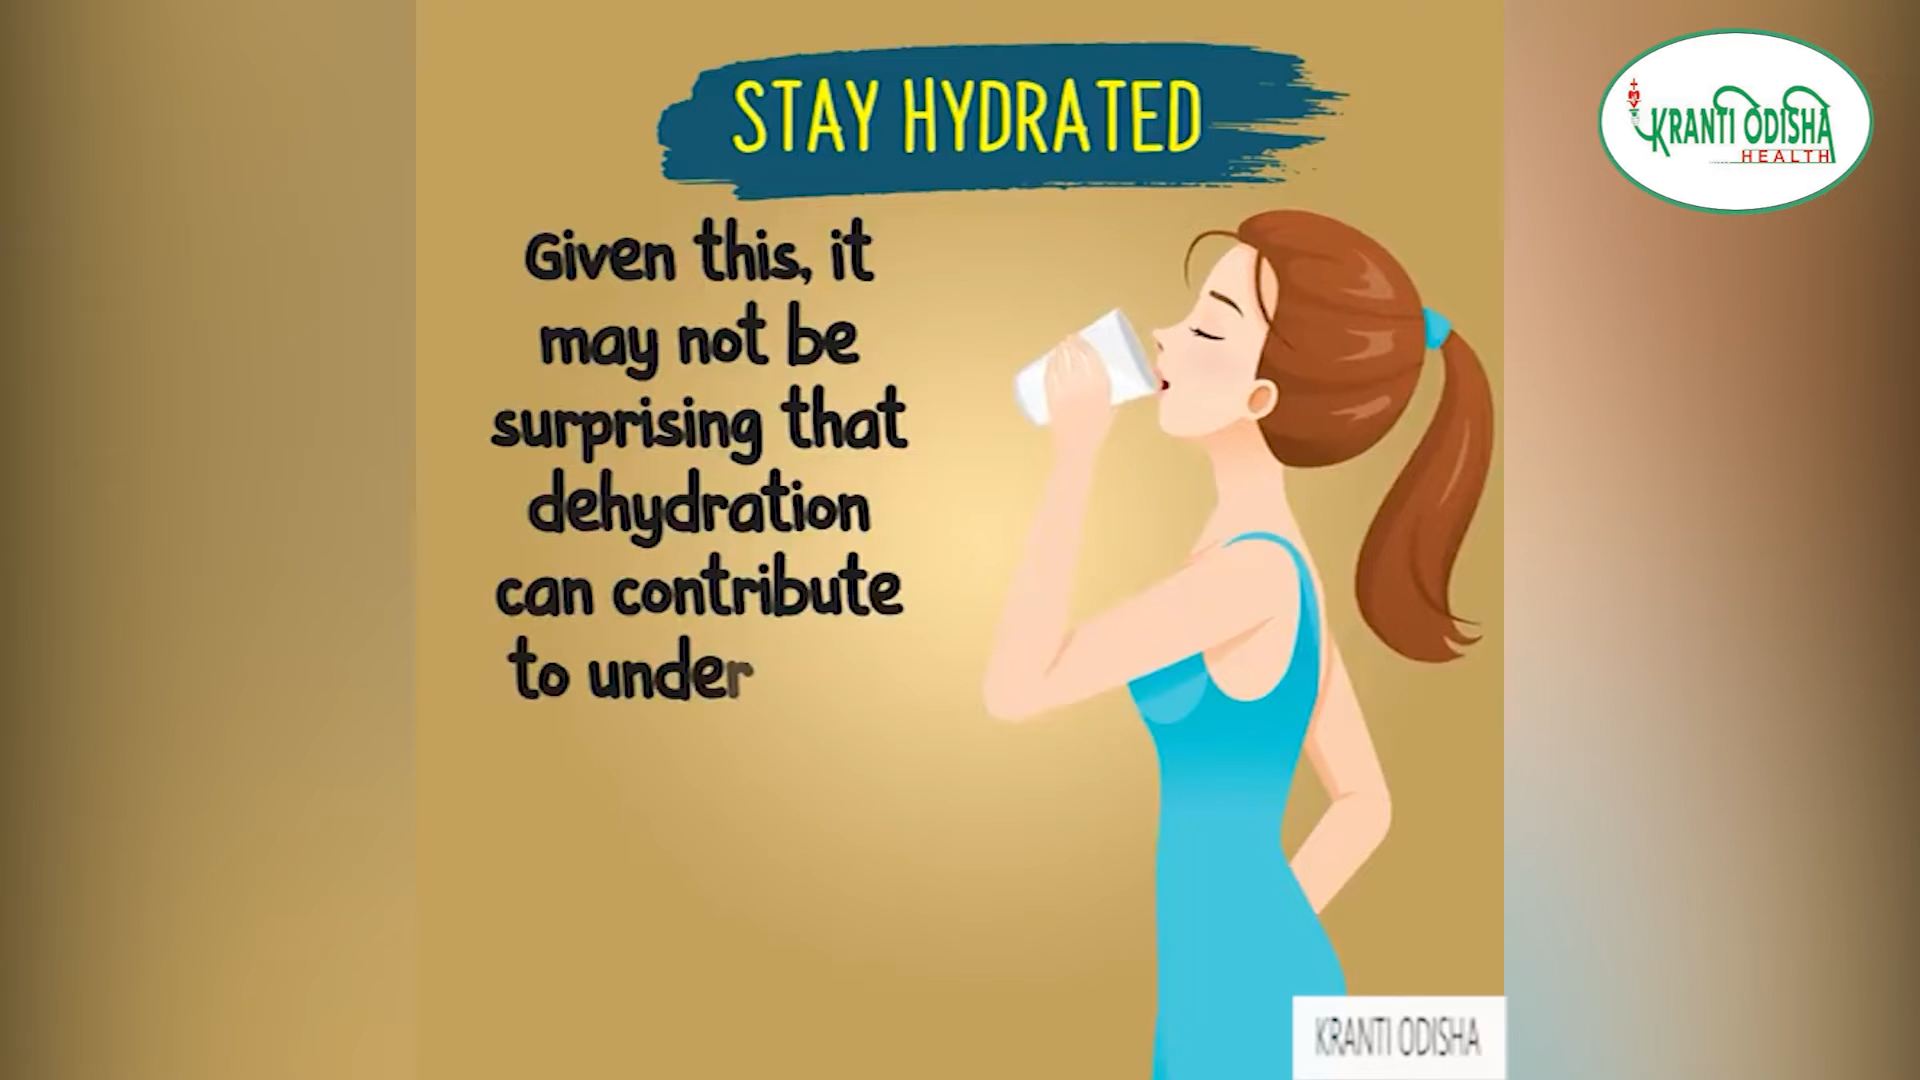 STAY HYDRATED
Given this, it
may not be
surprising that
dehydration
can contribute
to under
KRANTI ODISHA
HEALTH
KRANTI ODISHA